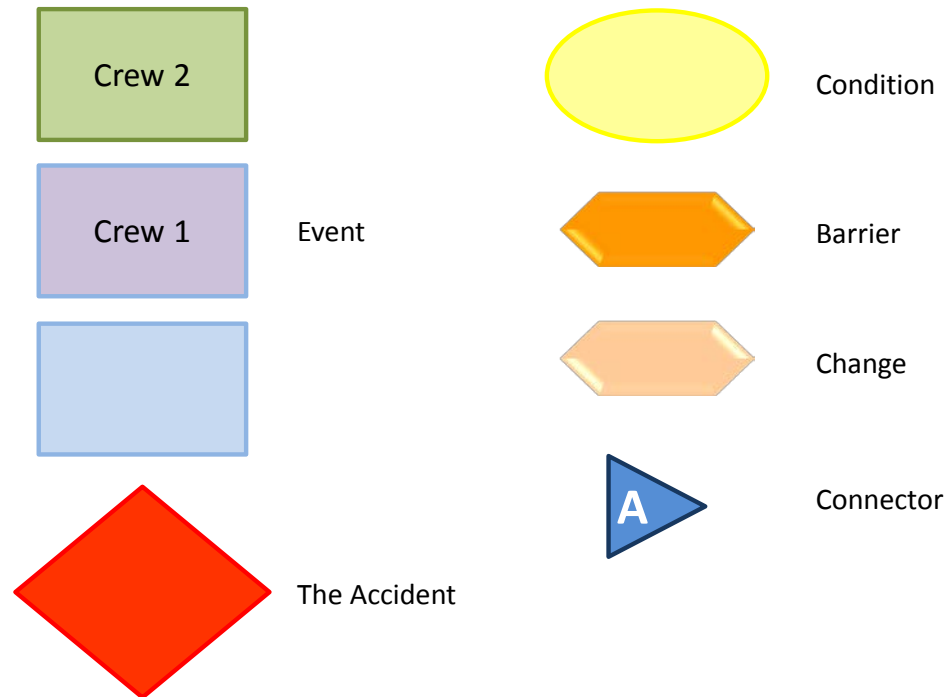 Crew 2
Crew 1
Event
The Accident
Condition
Barrier
Change
A
Connector